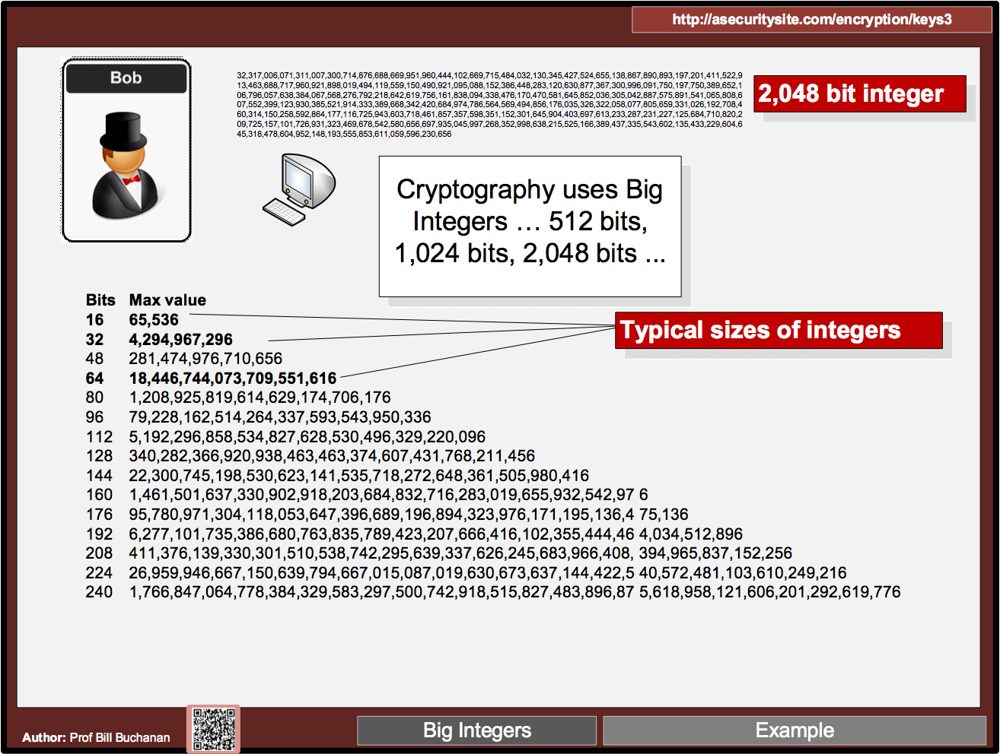 http://asecuritysite.com/encryption/keys3
Bob
32,317,006,071,311,007,300,714,876,688,669,951,960,444,102,669,715,484,032,130,345,427,524,655,138,867,890,893,197,201,411,522,9
13,463,688,717,960,921,898,019,494,119,559,150,490,921,095,088,152,386,448,283,120,630,877,367,300,996,091,750,197,750,389,652,1
06,796,057,638,384,067,568,276,792,218,642,619,756,161,838,094,338,476,170,470,581,645,852,036,305,042,887,575,891,541,065,808,6
07,552,399,123,930,385,521,914,333,389,668,342,420,684,974,786,564,569,494,856,176,035,326,322,058,077,805,659,331,026,192,708,4
60,314,150,258,592,864,177,116,725,943,603,718,461,857,357,598,351,152,301,645,904,403,697,613,233,287,231,227,125,684,710,820,2
09,725,157,101,726,931,323,469,678,542,580,656,697,935,045,997,268,352,998,638,215,525,166,389,437,335,543,602,135,433,229,604,6
45,318,478,604,952,148,193,555,853,611,059,596,230,656
2,048 bit integer
Cryptography uses Big
Integers … 512 bits,
1,024 bits, 2,048 bits ...
Bits Max value
16 65,536
32 4,294,967,296
Typical sizes of integers
48 281,474,976,710,656
64 18,446,744,073,709,551,616
80 1,208,925,819,614,629,174,706,176
96 79,228,162,514,264,337,593,543,950,336
112 5,192,296,858,534,827,628,530,496,329,220,096
128 340,282,366,920,938,463,463,374,607,431,768,211,456
144 22,300,745,198,530,623,141,535,718,272,648,361,505,980,416
160 1,461,501,637,330,902,918,203,684,832,716,283,019,655,932,542,97 6
176 95,780,971,304,118,053,647,396,689,196,894,323,976,171,195,136,4 75,136
192 6,277,101,735,386,680,763,835,789,423,207,666,416,102,355,444,46 4,034,512,896
208 411,376,139,330,301,510,538,742,295,639,337,626,245,683,966,408, 394,965,837,152,256
224 26,959,946,667,150,639,794,667,015,087,019,630,673,637,144,422,5 40,572,481,103,610,249,216
240 1,766,847,064,778,384,329,583,297,500,742,918,515,827,483,896,87 5,618,958,121,606,201,292,619,776
Author: Prof Bill Buchanan
Big Integers
Example